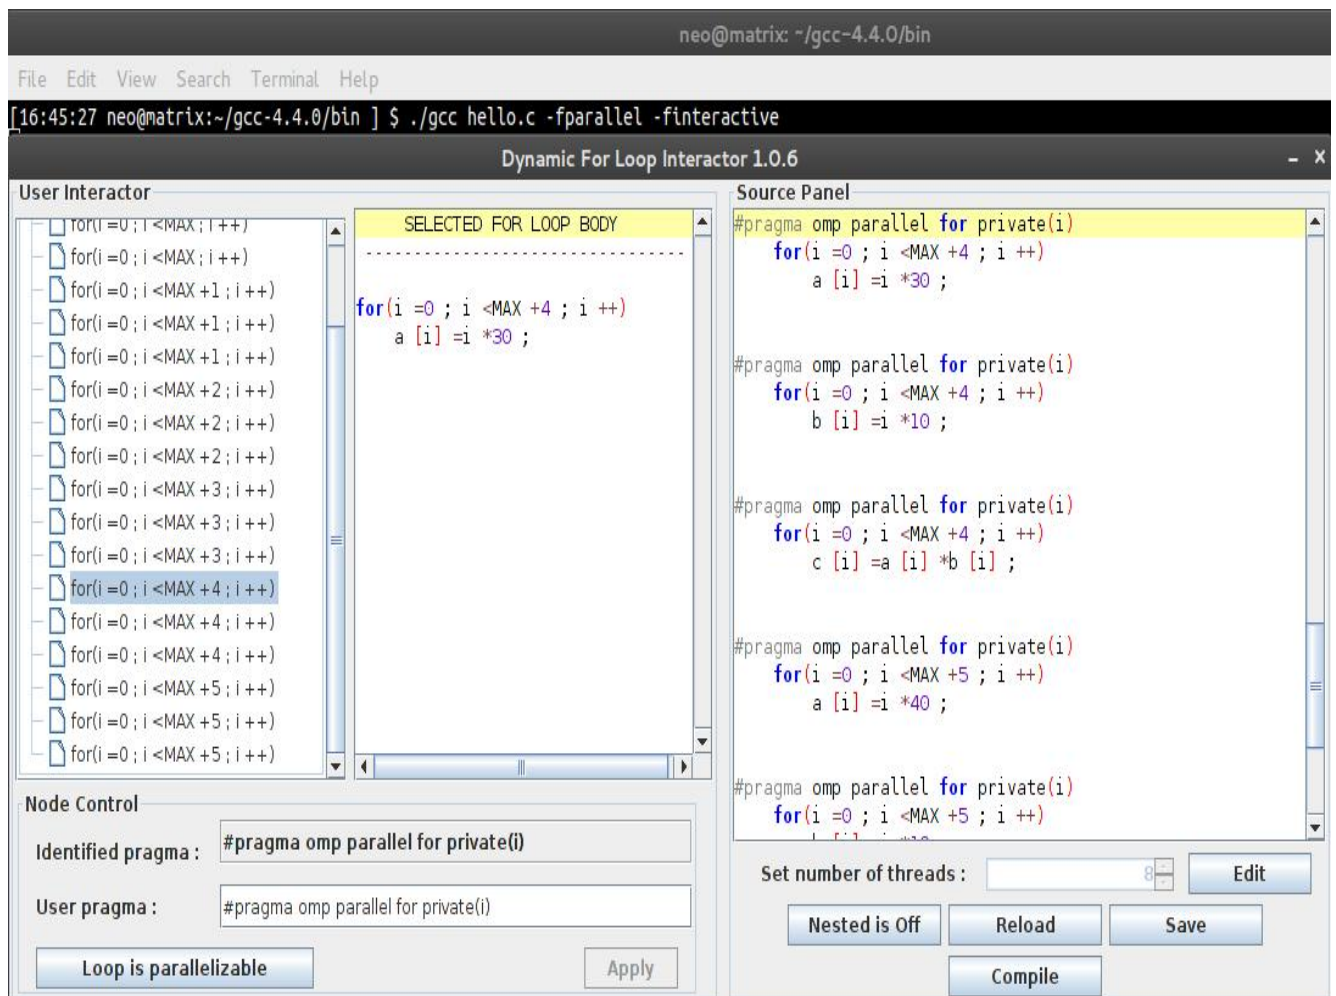 neo@matrix: ~/gcc-4.4.0/bin
File Edit View Search Terminal Help
[16:45:27 neo@matrix:~/gcc-4.4.0/bin ] $ ./gcc hello.c -fparallel -finteractive
Dynamic For Loop Interactor 1.0.6
User Interactor
for(i =0 ; i <MAX ; i ++)
for(i =0 ; i <MAX ; i ++)
for(i =0 ; i <MAX +1 ; i ++)
for(i =0 ; i <MAX +1 ; i ++)
for(i =0 ; i <MAX +1 ; i ++)
for(i =0 ; i <MAX +2 ; i ++)
for(i =0 ; i <MAX +2 ; i ++)
for(i =0 ; i <MAX +2 ; i ++)
for(i =0 ; i <MAX +3 ; i ++)
for(i =0 ; i <MAX +3 ; i ++)
for(i =0 ; i <MAX +3 ; i ++)
for(i =0 ; i <MAX +4 ; i ++)
for(i =0 ; i <MAX +4 ; i ++)
for(i =0 ; i <MAX +4 ; i ++)
for(i =0 ; i <MAX +5 ; i ++)
for(i =0 ; i <MAX +5 ; i ++)
for(i =0 ; i <MAX +5 ; i ++)
SELECTED FOR LOOP BODY
--------------------------------
for(i =0 ; i <MAX +4 ; i ++)
a [i] =i *30 ;
Source Panel
#pragma omp parallel for private(i)
for(i =0 ; i <MAX +4 ; i ++)
a [i] =i *30 ;
#pragma omp parallel for private(i)
for(i =0 ; i <MAX +4 ; i ++)
b [i] =i *10 ;
#pragma omp parallel for private(i)
for(i =0 ; i <MAX +4 ; i ++)
c [i] =a [i] *b [i] ;
#pragma omp parallel for private(i)
for(i =0 ; i <MAX +5 ; i ++)
a [i] =i *40 ;
#pragma omp parallel for private(i)
for(i =0 ; i <MAX +5 ; i ++)
Node Control
Identified pragma : #pragma omp parallel for private(i)
User pragma : #pragma omp parallel for private(i)
Loop is parallelizable
Apply
Set number of threads : 8
Edit
Nested is Off
Reload
Save
Compile